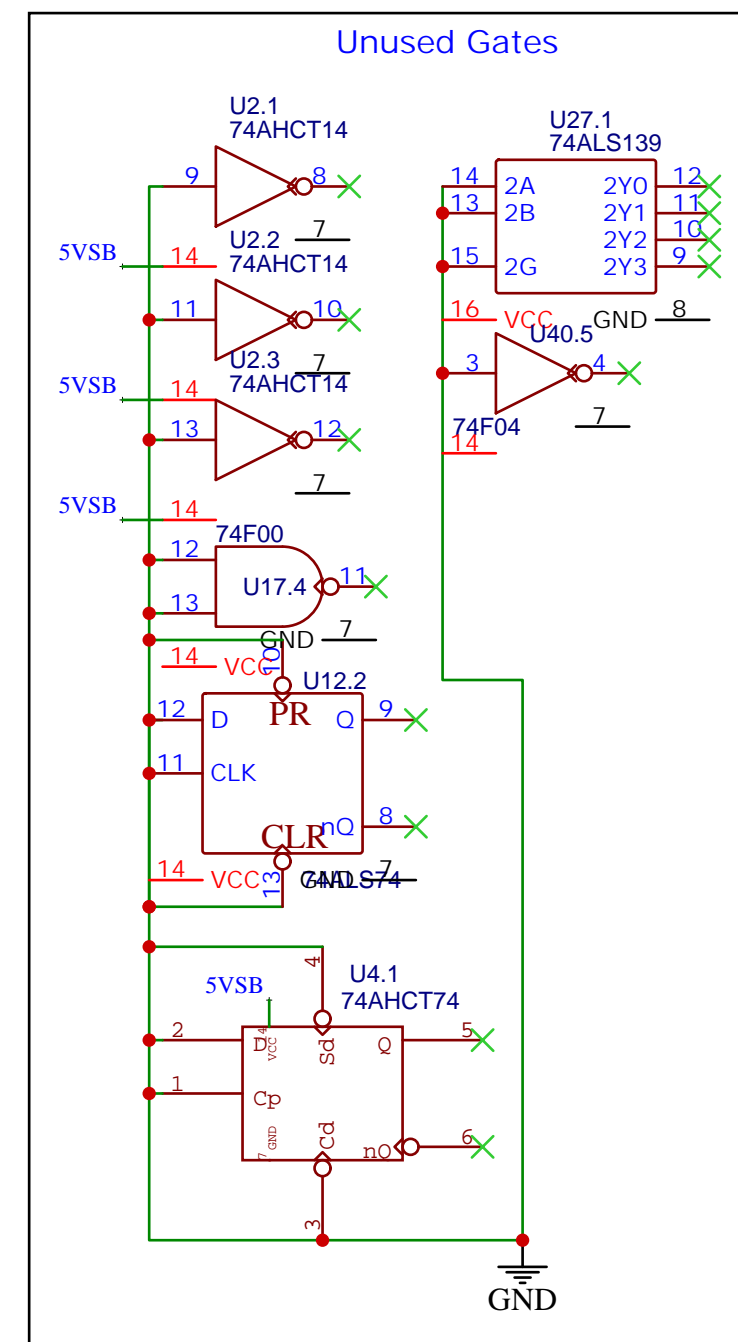 Unused Gates
U2.1
74AHCT14
9
8
7
5VSB
14
U2.2
74AHCT14
11
10
7
5VSB
14
U2.3
74AHCT14
13
12
7
5VSB
14
74F00
12
13
U17.4
11
GND 7
14 VCC
10
U12.2
PR
12 D
Q 9
11 CLK
nQ 8
CLR
14 VCC
13
GND 7
74ALS74
4
U4.1
74AHCT74
5VSB
14
VCC
2 D
Sd
Q 5
1 Cp
7 GND
Cd
nQ 6
3
U27.1
74ALS139
14 2A 2Y0 12
13 2B 2Y1 11
2Y2 10
15 2G 2Y3 9
16 VCC GND 8
U40.5
3
4
74F04
7
14
GND